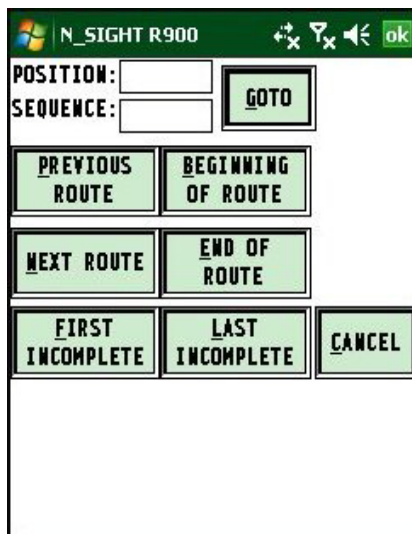 N_SIGHT R900 ok
POSITION:
SEQUENCE:
GOTO
PREVIOUS ROUTE
BEGINNING OF ROUTE
NEXT ROUTE
END OF ROUTE
FIRST INCOMPLETE
LAST INCOMPLETE
CANCEL